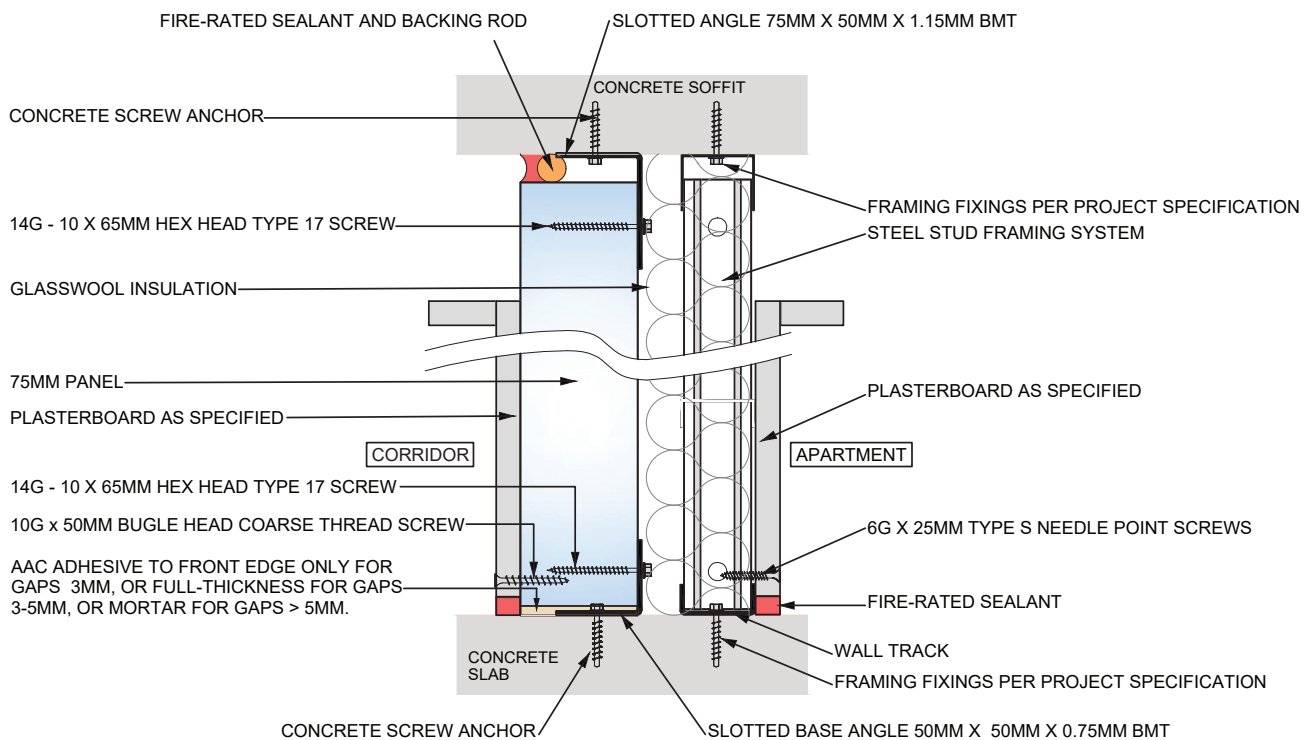 FIRE-RATED SEALANT AND BACKING ROD
SLOTTED ANGLE 75MM X 50MM X 1.15MM BMT
CONCRETE SOFFIT
CONCRETE SCREW ANCHOR
14G - 10 X 65MM HEX HEAD TYPE 17 SCREW
FRAMING FIXINGS PER PROJECT SPECIFICATION
STEEL STUD FRAMING SYSTEM
GLASSWOOL INSULATION
75MM PANEL
PLASTERBOARD AS SPECIFIED
PLASTERBOARD AS SPECIFIED
CORRIDOR
APARTMENT
14G - 10 X 65MM HEX HEAD TYPE 17 SCREW
10G x 50MM BUGLE HEAD COARSE THREAD SCREW
6G X 25MM TYPE S NEEDLE POINT SCREWS
AAC ADHESIVE TO FRONT EDGE ONLY FOR
GAPS 3MM, OR FULL-THICKNESS FOR GAPS
3-5MM, OR MORTAR FOR GAPS > 5MM.
FIRE-RATED SEALANT
WALL TRACK
CONCRETE
SLAB
FRAMING FIXINGS PER PROJECT SPECIFICATION
CONCRETE SCREW ANCHOR
SLOTTED BASE ANGLE 50MM X 50MM X 0.75MM BMT